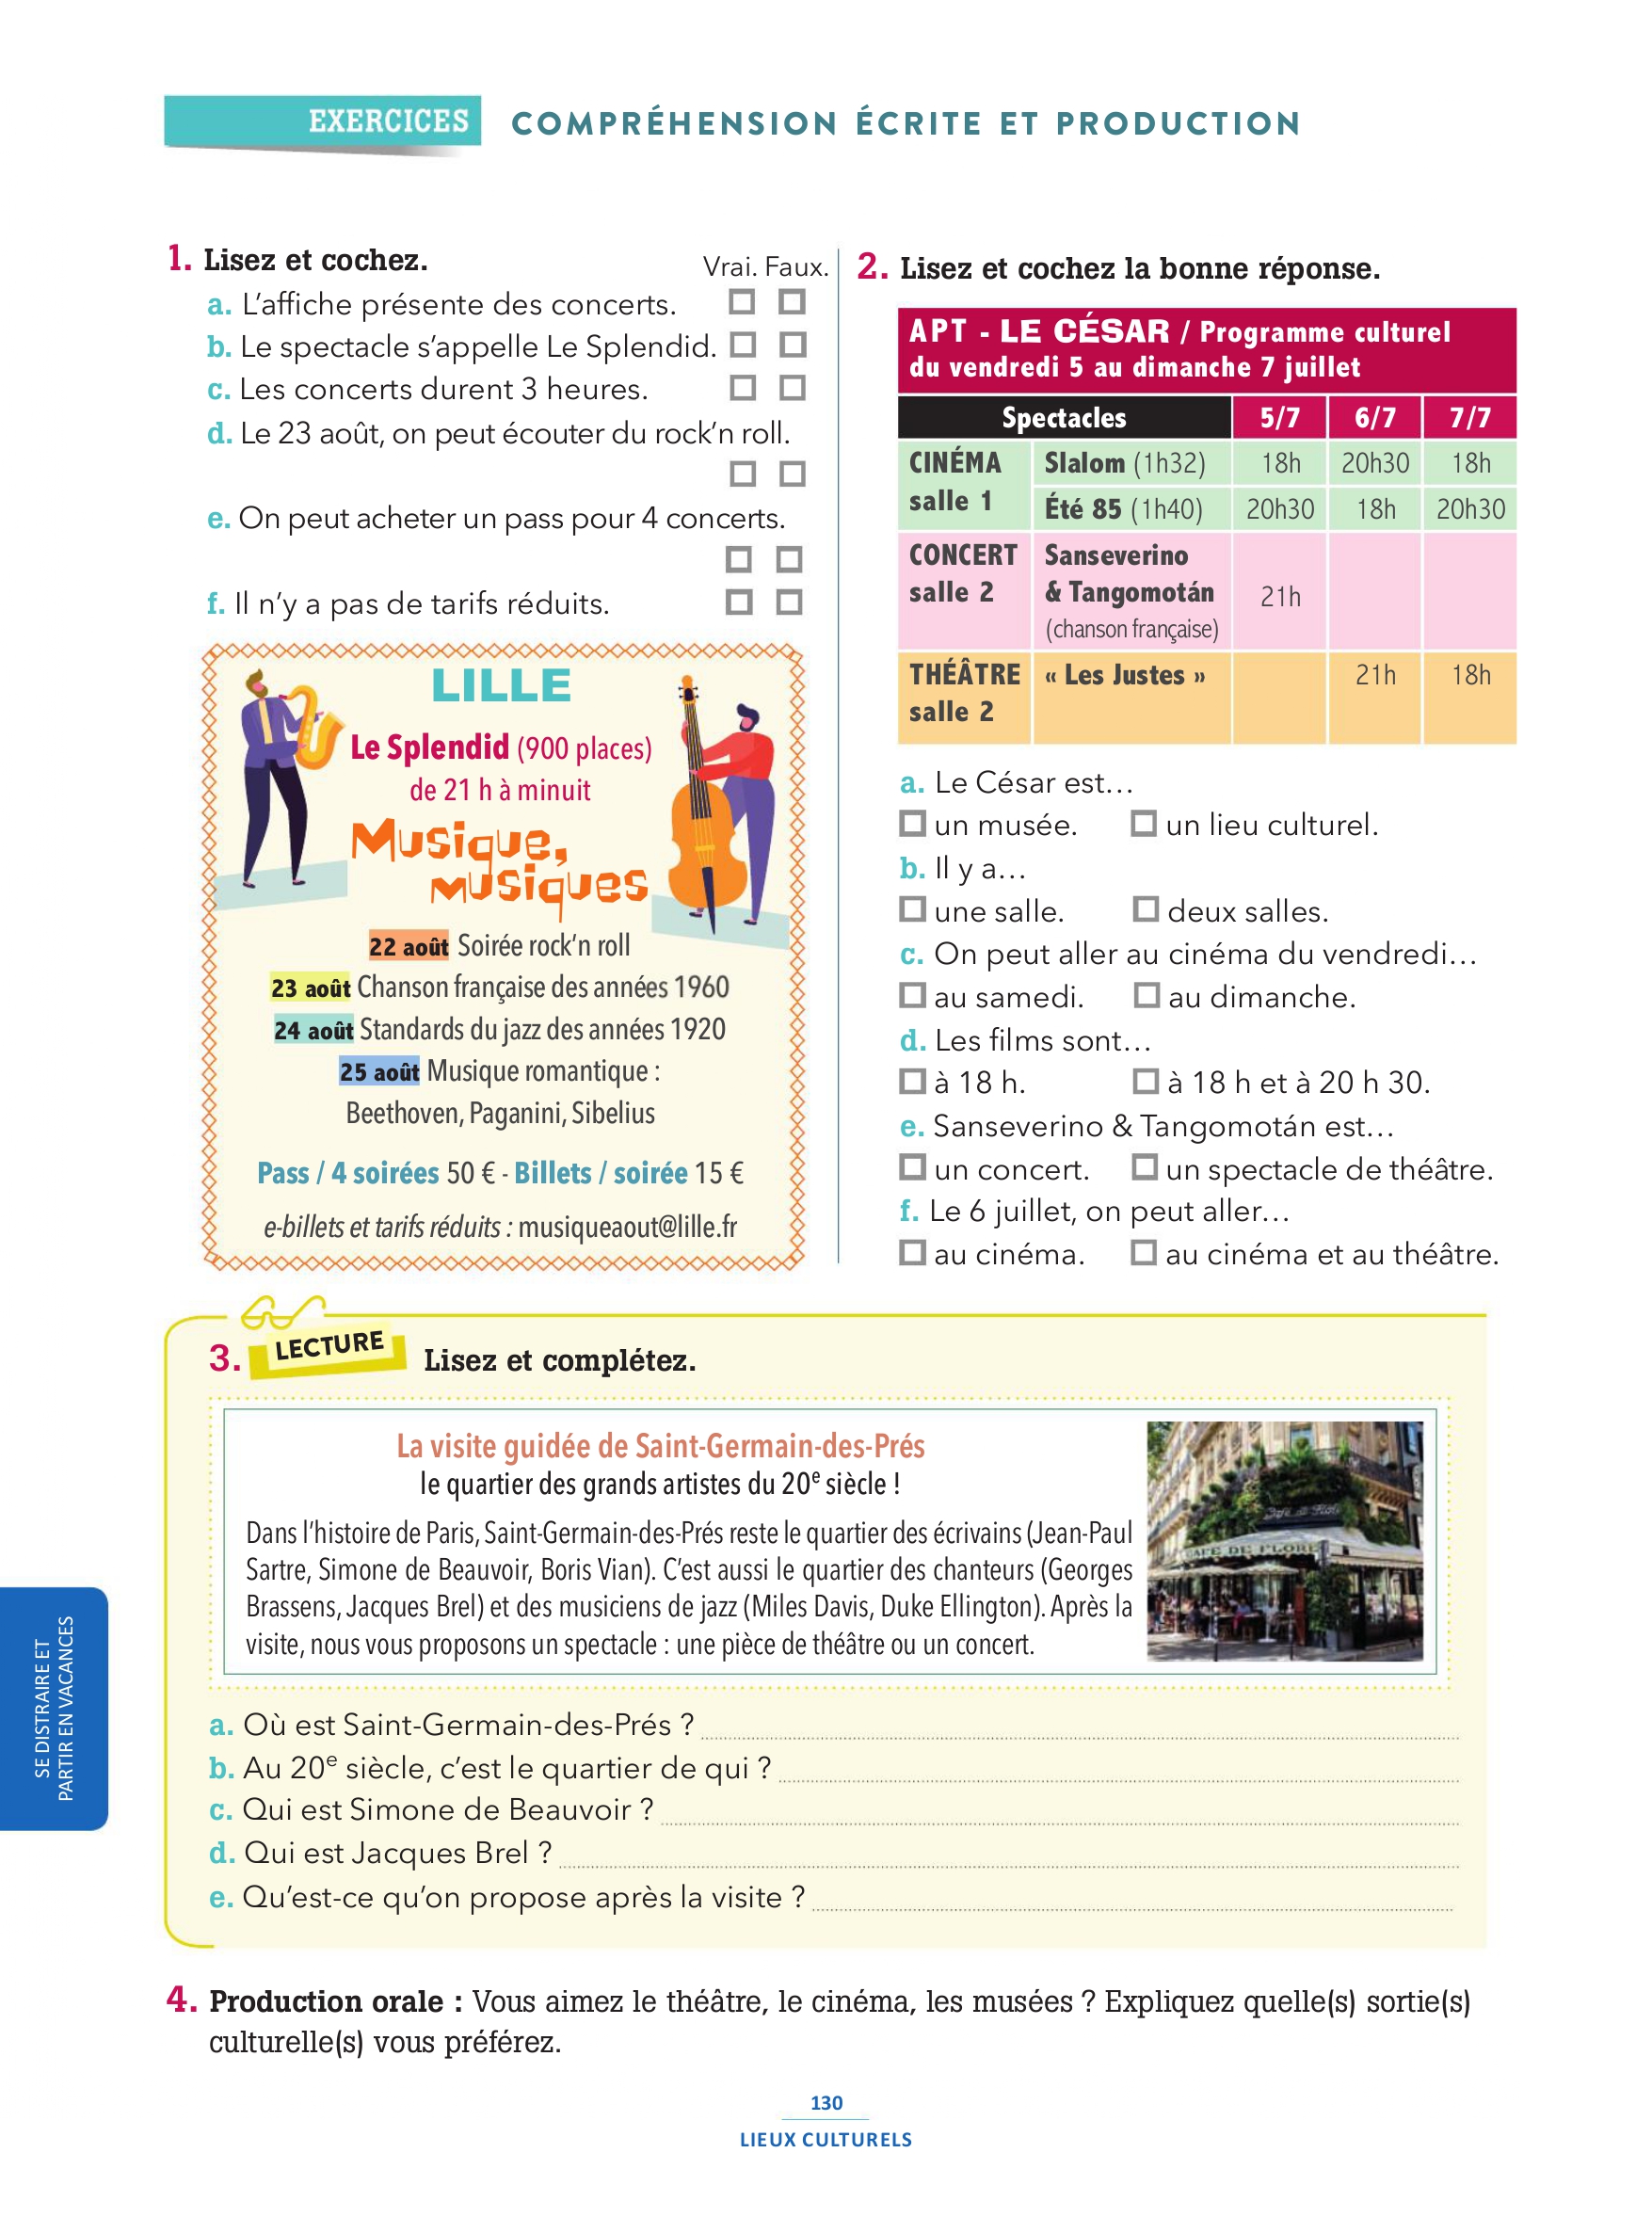 EXERCICES COMPRÉHENSION ÉCRITE ET PRODUCTION
1. Lisez et cochez. Vrai. Faux.
a. L'affiche présente des concerts.
b. Le spectacle s'appelle Le Splendid.
c. Les concerts durent 3 heures.
d. Le 23 août, on peut écouter du rock'n roll.
e. On peut acheter un pass pour 4 concerts.
f. Il n'y a pas de tarifs réduits.
LILLE
Le Splendid (900 places)
de 21 h à minuit
Musique,
musiques
22 août Soirée rock'n roll
23 août Chanson française des années 1960
24 août Standards du jazz des années 1920
25 août Musique romantique :
Beethoven, Paganini, Sibelius
Pass / 4 soirées 50 € - Billets / soirée 15 €
e-billets et tarifs réduits : musiqueaout@lille.fr
2. Lisez et cochez la bonne réponse.
APT - LE CÉSAR / Programme culturel
du vendredi 5 au dimanche 7 juillet
Spectacles 5/7 6/7 7/7
CINÉMA Slalom (1h32) 18h 20h30 18h
salle 1 Été 85 (1h40) 20h30 18h 20h30
CONCERT Sanseverino
salle 2 & Tangomotán 21h
(chanson française)
THÉÂTRE « Les Justes » 21h 18h
salle 2
a. Le César est…
un musée. un lieu culturel.
b. Il y a…
une salle. deux salles.
c. On peut aller au cinéma du vendredi…
au samedi. au dimanche.
d. Les films sont…
à 18 h. à 18 h et à 20 h 30.
e. Sanseverino & Tangomotán est…
un concert. un spectacle de théâtre.
f. Le 6 juillet, on peut aller…
au cinéma. au cinéma et au théâtre.
3. LECTURE Lisez et complétez.
La visite guidée de Saint-Germain-des-Prés
le quartier des grands artistes du 20e siècle !
Dans l'histoire de Paris, Saint-Germain-des-Prés reste le quartier des écrivains (Jean-Paul
Sartre, Simone de Beauvoir, Boris Vian). C'est aussi le quartier des chanteurs (Georges
Brassens, Jacques Brel) et des musiciens de jazz (Miles Davis, Duke Ellington). Après la
visite, nous vous proposons un spectacle : une pièce de théâtre ou un concert.
CAFE DE FLORE
a. Où est Saint-Germain-des-Prés ?
b. Au 20e siècle, c'est le quartier de qui ?
c. Qui est Simone de Beauvoir ?
d. Qui est Jacques Brel ?
e. Qu'est-ce qu'on propose après la visite ?
4. Production orale : Vous aimez le théâtre, le cinéma, les musées ? Expliquez quelle(s) sortie(s)
culturelle(s) vous préférez.
SE DISTRAIRE ET
PARTIR EN VACANCES
130
LIEUX CULTURELS